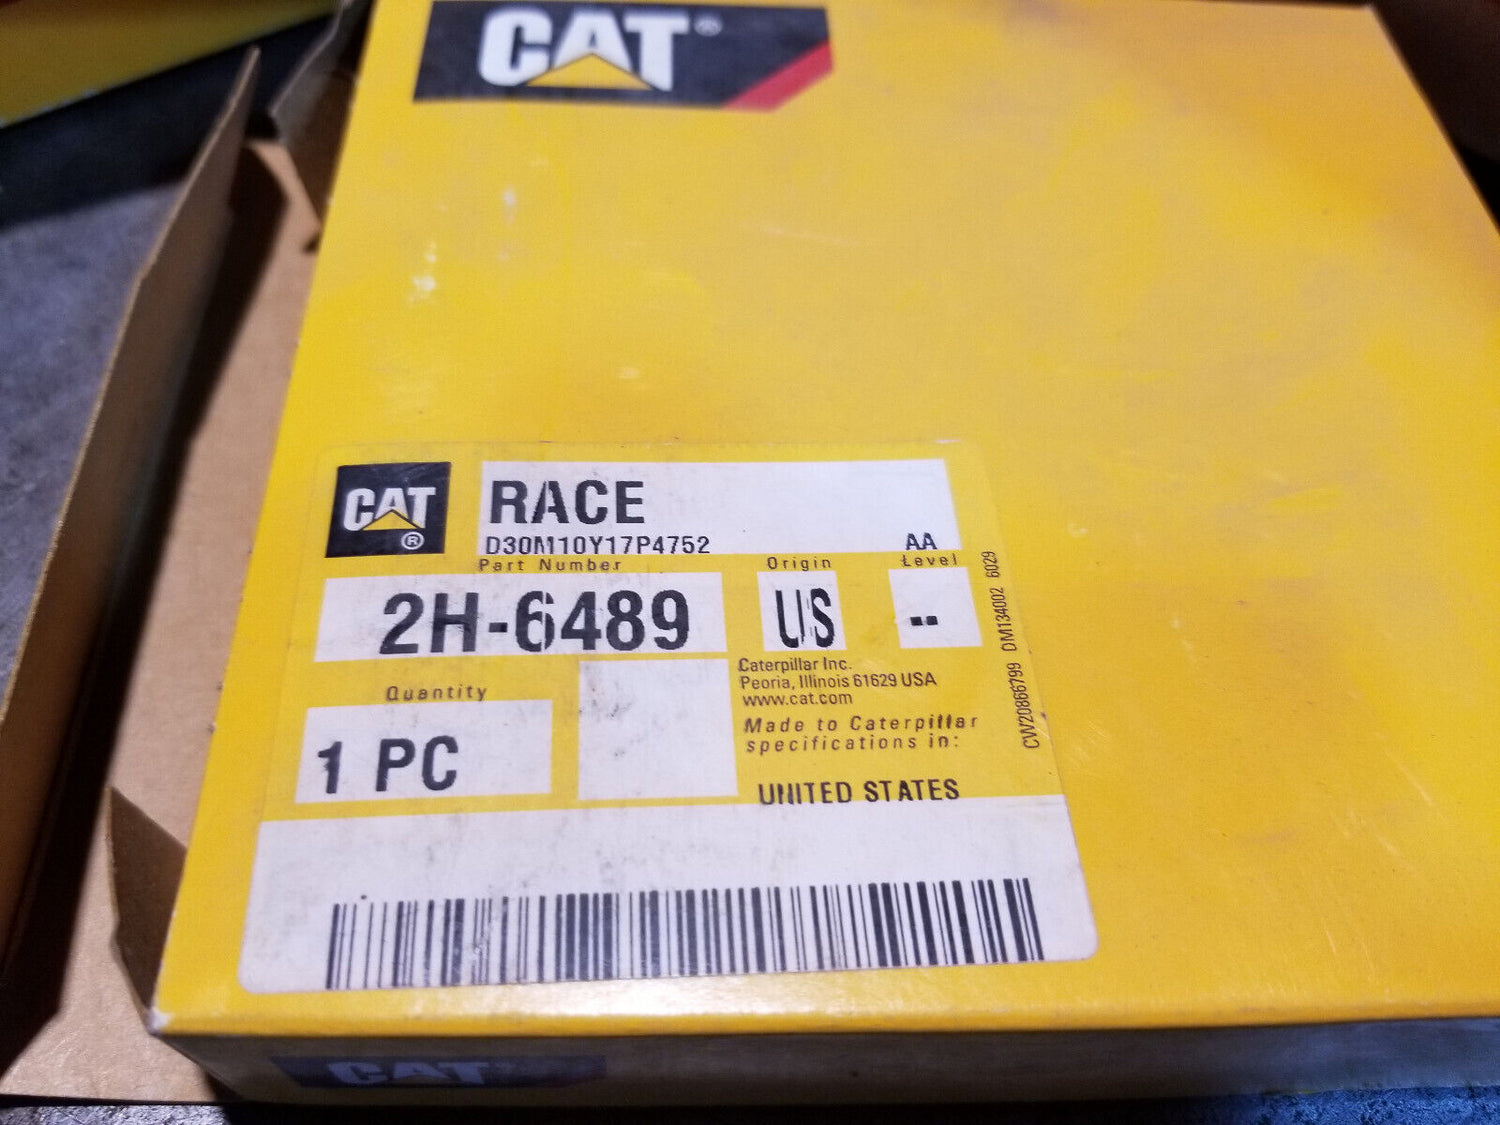 CAT®
CAT®
RACE
D30M10Y17P4752 AA
Part Number Origin Level
2H-6489 US --
Quantity
1 PC
Caterpillar Inc.
Peoria, Illinois 61629 USA
www.cat.com
Made to Caterpillar
specifications in:
UNITED STATES
CW20866799 DM134002 6029
CAT